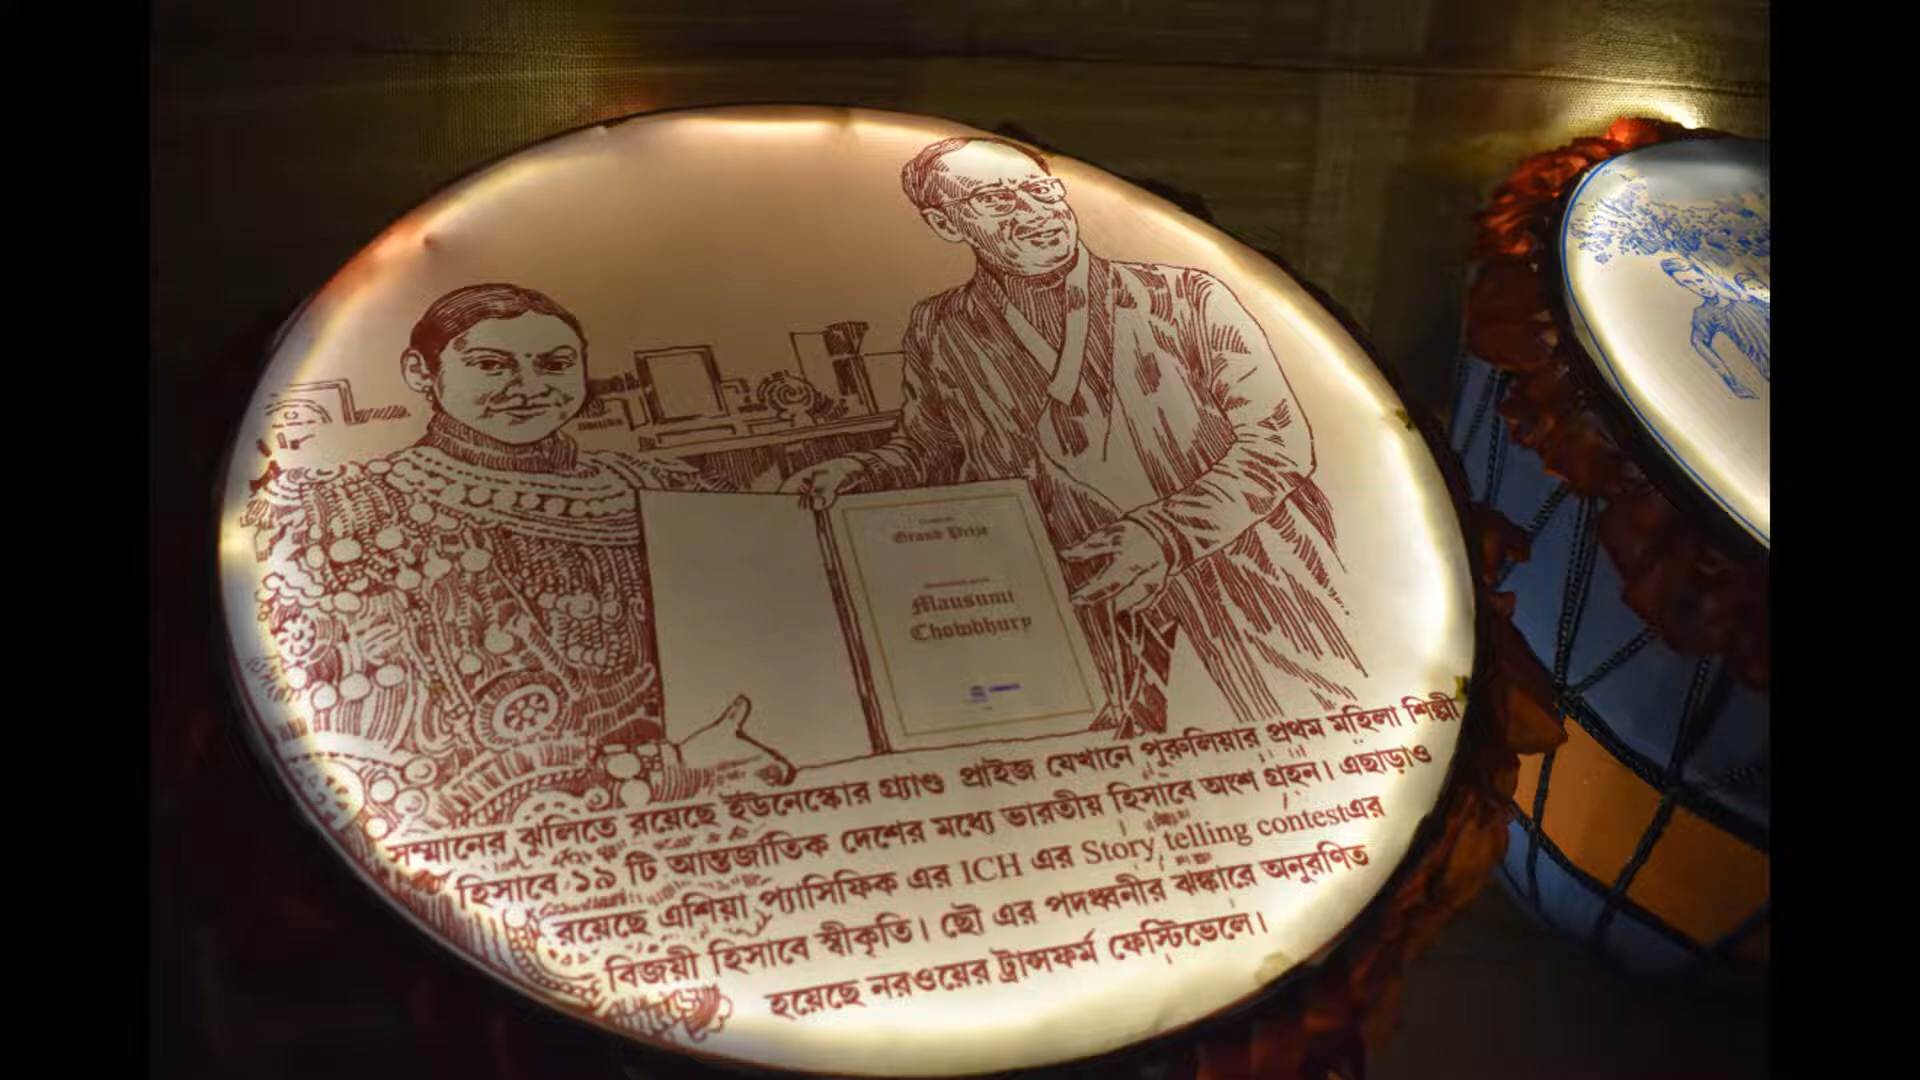 Grand Prize
Mausumi
Chowdhury
সম্মানের ঝুলিতে রয়েছে ইউনেস্কোর গ্র্যাণ্ড প্রাইজ যেখানে পুরুলিয়ার প্রথম মহিলা শিল্পী
হিসাবে ১৯ টি আন্তর্জাতিক দেশের মধ্যে ভারতীয় হিসাবে অংশ গ্রহন। এছাড়াও
রয়েছে এশিয়া প্যাসিফিক এর ICH এর Story telling contestএর
বিজয়ী হিসাবে স্বীকৃতি। ছৌ এর পদধ্বনীর ঝঙ্কারে অনুরণিত
হয়েছে নরওয়ের ট্রান্সফর্ম ফেস্টিভেলে।